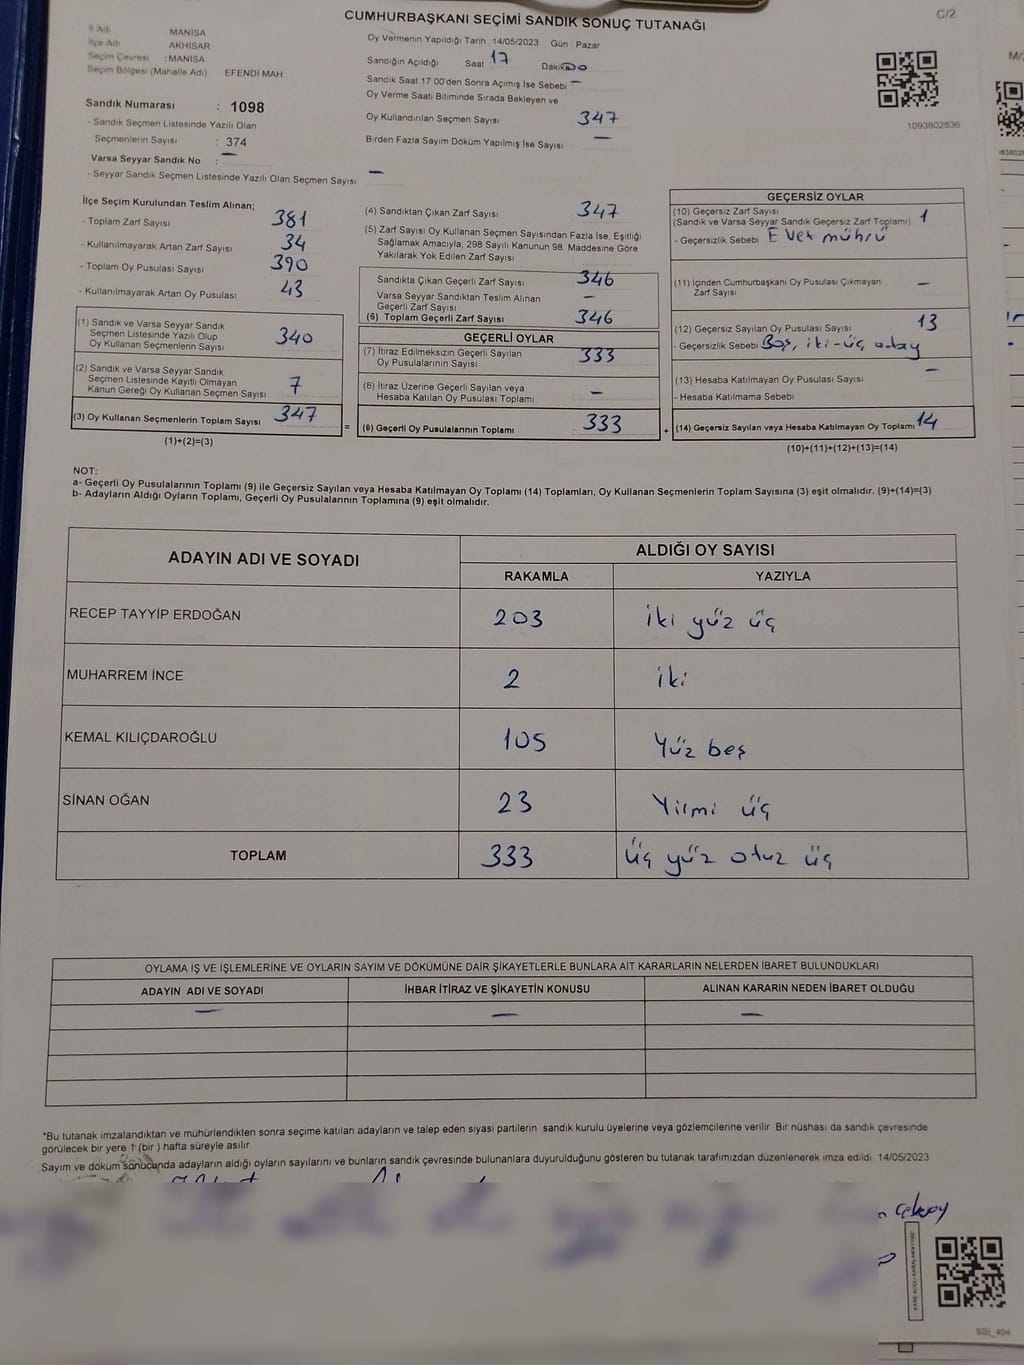 CUMHURBAŞKANI SEÇİMİ SANDIK SONUÇ TUTANAĞI
C/2
İl Adı MANİSA
İlçe Adı AKHİSAR
Seçim Çevresi : MANİSA
Seçim Bölgesi (Mahalle Adı) : EFENDI MAH
Sandık Numarası : 1098
- Sandık Seçmen Listesinde Yazılı Olan
Seçmenlerin Sayısı : 374
Varsa Seyyar Sandık No : —
- Seyyar Sandık Seçmen Listesinde Yazılı Olan Seçmen Sayısı —
Oy Vermenin Yapıldığı Tarih 14/05/2023 Gün Pazar
Sandığın Açıldığı Saat 17 Dakika 00
Sandık Saat 17:00'den Sonra Açımış İse Sebebi —
Oy Verme Saati Bitiminde Sırada Bekleyen ve
Oy Kullandırılan Seçmen Sayısı 347
Birden Fazla Sayım Döküm Yapılmış İse Sayısı —
1093802836
İlçe Seçim Kurulundan Teslim Alınan;
- Toplam Zarf Sayısı 381
- Kullanılmayarak Artan Zarf Sayısı 34
- Toplam Oy Pusulası Sayısı 390
- Kullanılmayarak Artan Oy Pusulası 43
(1) Sandık ve Varsa Seyyar Sandık
Seçmen Listesinde Yazılı Olup
Oy Kullanan Seçmenlerin Sayısı 340
(2) Sandık ve Varsa Seyyar Sandık
Seçmen Listesinde Kayıtlı Olmayan
Kanun Gereği Oy Kullanan Seçmen Sayısı 7
(3) Oy Kullanan Seçmenlerin Toplam Sayısı 347
(1)+(2)=(3)
(4) Sandıktan Çıkan Zarf Sayısı 347
(5) Zarf Sayısı Oy Kullanan Seçmen Sayısından Fazla İse, Eşitliği
Sağlamak Amacıyla, 298 Sayılı Kanunun 98. Maddesine Göre
Yakılarak Yok Edilen Zarf Sayısı
Sandıkta Çıkan Geçerli Zarf Sayısı 346
Varsa Seyyar Sandıktan Teslim Alınan
Geçerli Zarf Sayısı —
(6) Toplam Geçerli Zarf Sayısı 346
GEÇERLİ OYLAR
(7) İtiraz Edilmeksizin Geçerli Sayılan
Oy Pusulalarının Sayısı 333
(8) İtiraz Üzerine Geçerli Sayılan veya
Hesaba Katılan Oy Pusulası Toplamı —
= (9) Geçerli Oy Pusulalarının Toplamı : 333
GEÇERSİZ OYLAR
(10) Geçersiz Zarf Sayısı
(Sandık ve Varsa Seyyar Sandık Geçersiz Zarf Toplamı) 1
- Geçersizlik Sebebi Evet mührü
(11) İçinden Cumhurbaşkanı Oy Pusulası Çıkmayan
Zarf Sayısı —
(12) Geçersiz Sayılan Oy Pusulası Sayısı 13
- Geçersizlik Sebebi Boş, iki-üç aday
(13) Hesaba Katılmayan Oy Pusulası Sayısı —
- Hesaba Katılmama Sebebi
+ (14) Geçersiz Sayılan veya Hesaba Katılmayan Oy Toplamı 14
(10)+(11)+(12)+(13)=(14)
NOT:
a- Geçerli Oy Pusulalarının Toplamı (9) ile Geçersiz Sayılan veya Hesaba Katılmayan Oy Toplamı (14) Toplamları, Oy Kullanan Seçmenlerin Toplam Sayısına (3) eşit olmalıdır. (9)+(14)=(3)
b- Adayların Aldığı Oyların Toplamı, Geçerli Oy Pusulalarının Toplamına (9) eşit olmalıdır.
ADAYIN ADI VE SOYADI ALDIĞI OY SAYISI
RAKAMLA YAZIYLA
RECEP TAYYİP ERDOĞAN 203 iki yüz üç
MUHARREM İNCE 2 iki
KEMAL KILIÇDAROĞLU 105 Yüz beş
SİNAN OĞAN 23 Yirmi üç
TOPLAM 333 üç yüz otuz üç
OYLAMA İŞ VE İŞLEMLERİNE VE OYLARIN SAYIM VE DÖKÜMÜNE DAİR ŞİKAYETLERLE BUNLARA AİT KARARLARIN NELERDEN İBARET BULUNDUKLARI
ADAYIN ADI VE SOYADI İHBAR İTİRAZ VE ŞİKAYETİN KONUSU ALINAN KARARIN NEDEN İBARET OLDUĞU
— — —
*Bu tutanak imzalandıktan ve mühürlendikten sonra seçime katılan adayların ve talep eden siyasi partilerin sandık kurulu üyelerine veya gözlemcilerine verilir. Bir nüshası da sandık çevresinde
görülecek bir yere 1 (bir) hafta süreyle asılır.
Sayım ve döküm sonucunda adayların aldığı oyların sayılarını ve bunların sandık çevresinde bulunanlara duyurulduğunu gösteren bu tutanak tarafımızdan düzenlenerek imza edildi. 14/05/2023
SSİ_404